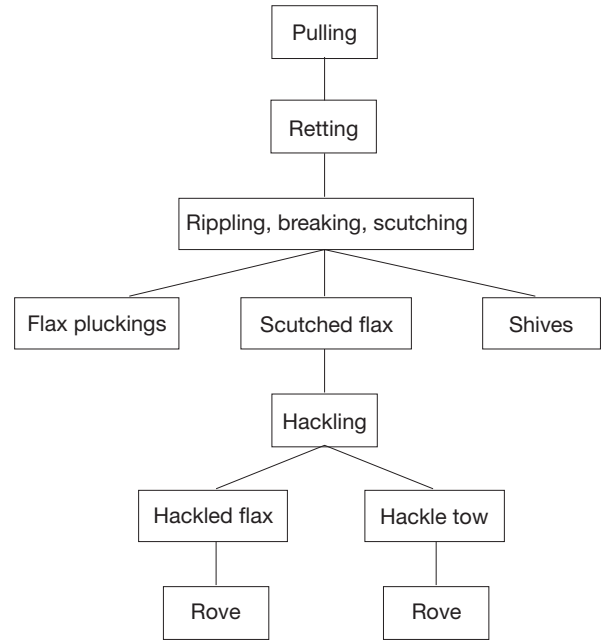 Pulling
Retting
Rippling, breaking, scutching
Flax pluckings
Scutched flax
Shives
Hackling
Hackled flax
Hackle tow
Rove
Rove